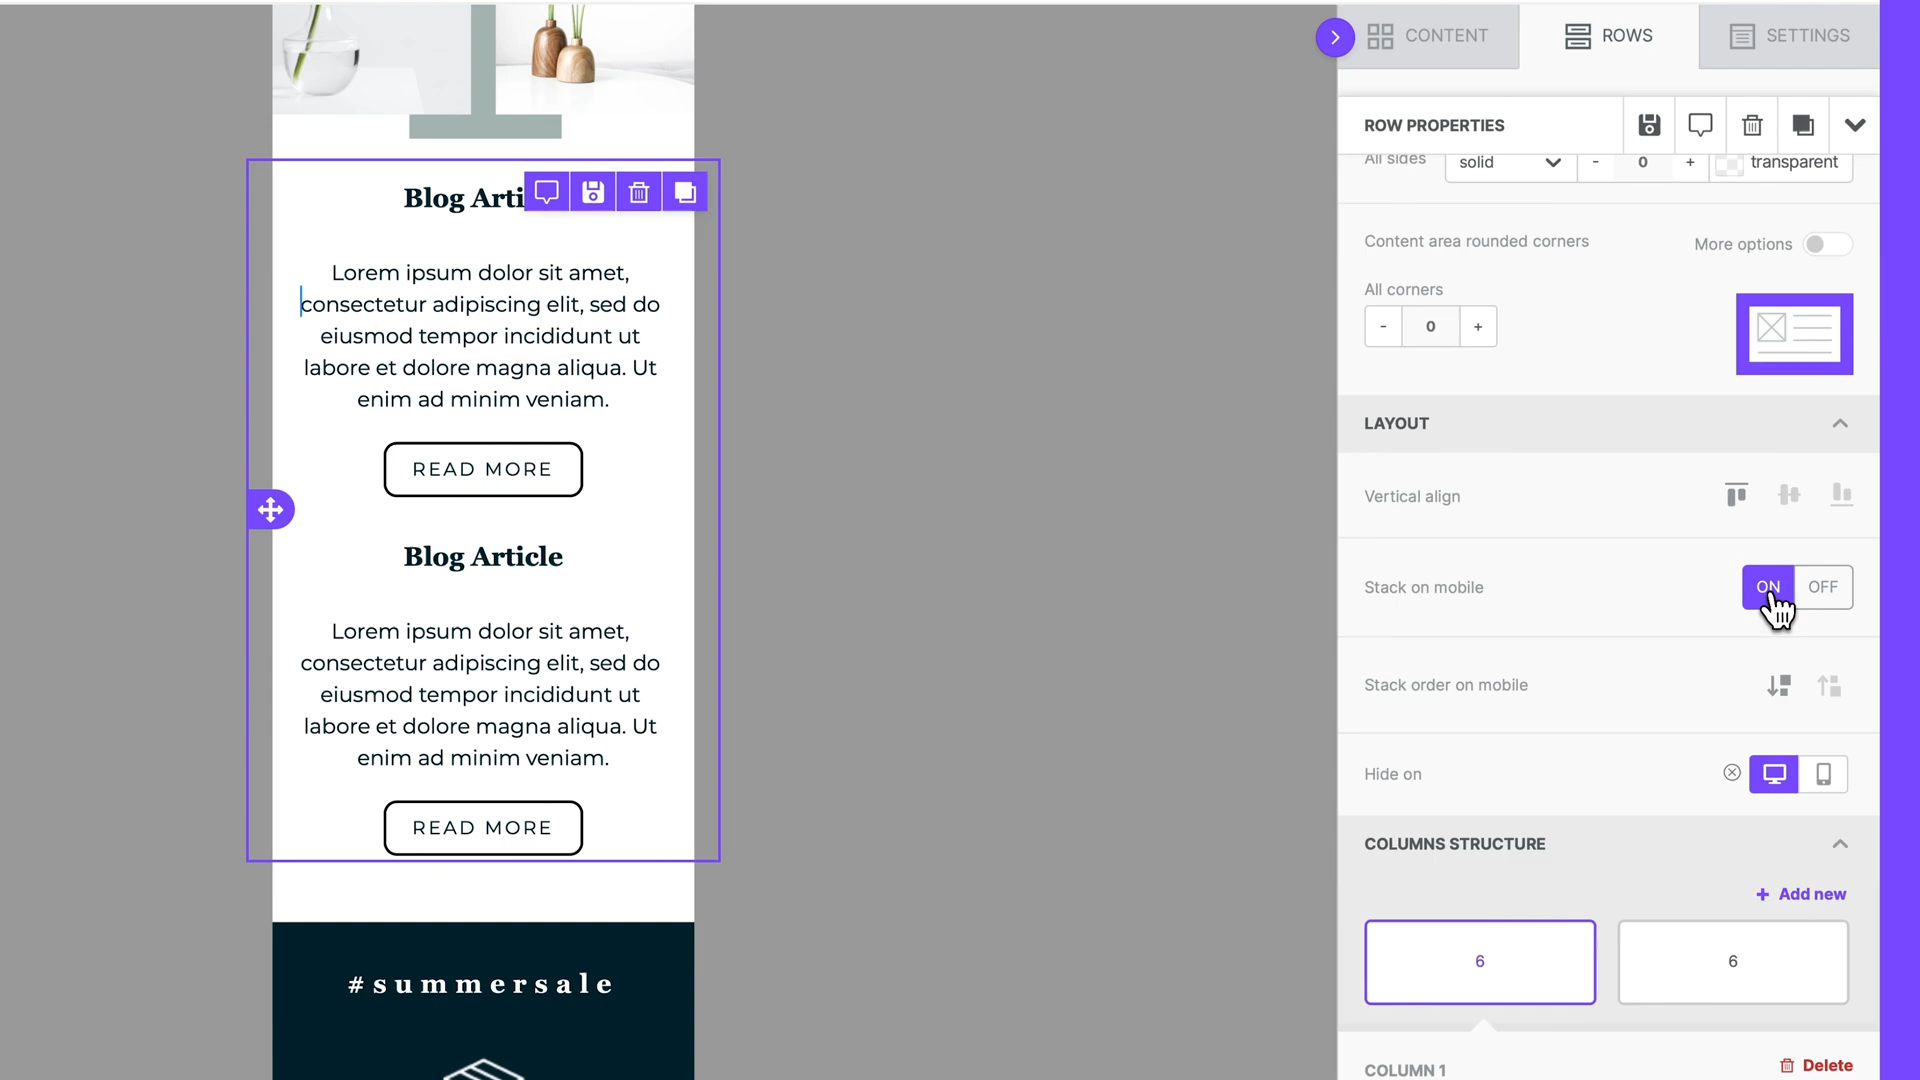 CONTENT
ROWS
SETTINGS
ROW PROPERTIES
All sides
solid
-
0
+
transparent
Content area rounded corners
More options
All corners
-
0
+
LAYOUT
Vertical align
Stack on mobile
ON
OFF
Stack order on mobile
Hide on
COLUMNS STRUCTURE
+ Add new
6
6
COLUMN 1
Delete
Blog Arti
Lorem ipsum dolor sit amet,
consectetur adipiscing elit, sed do
eiusmod tempor incididunt ut
labore et dolore magna aliqua. Ut
enim ad minim veniam.
READ MORE
Blog Article
Lorem ipsum dolor sit amet,
consectetur adipiscing elit, sed do
eiusmod tempor incididunt ut
labore et dolore magna aliqua. Ut
enim ad minim veniam.
READ MORE
#summersale